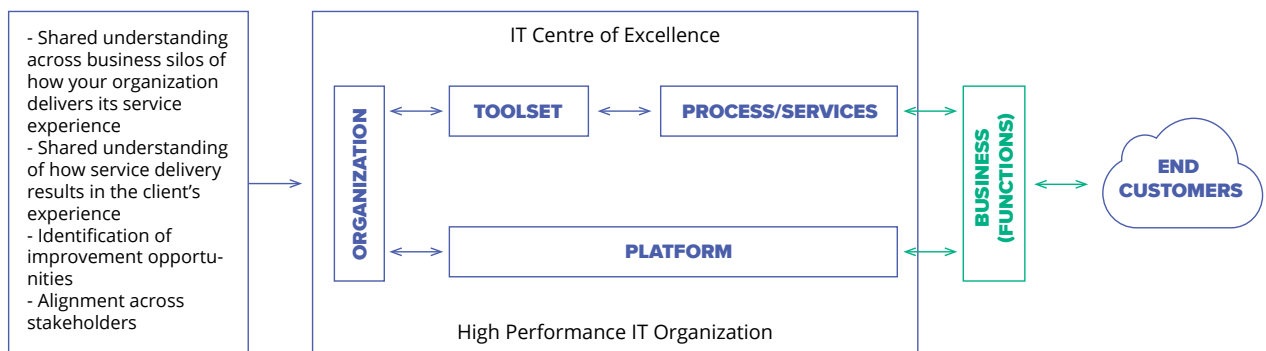 - Shared understanding
across business silos of
how your organization
delivers its service
experience
- Shared understanding
of how service delivery
results in the client’s
experience
- Identification of
improvement opportu-
nities
- Alignment across
stakeholders
IT Centre of Excellence
ORGANIZATION
TOOLSET
PROCESS/SERVICES
PLATFORM
High Performance IT Organization
BUSINESS
(FUNCTIONS)
END
CUSTOMERS